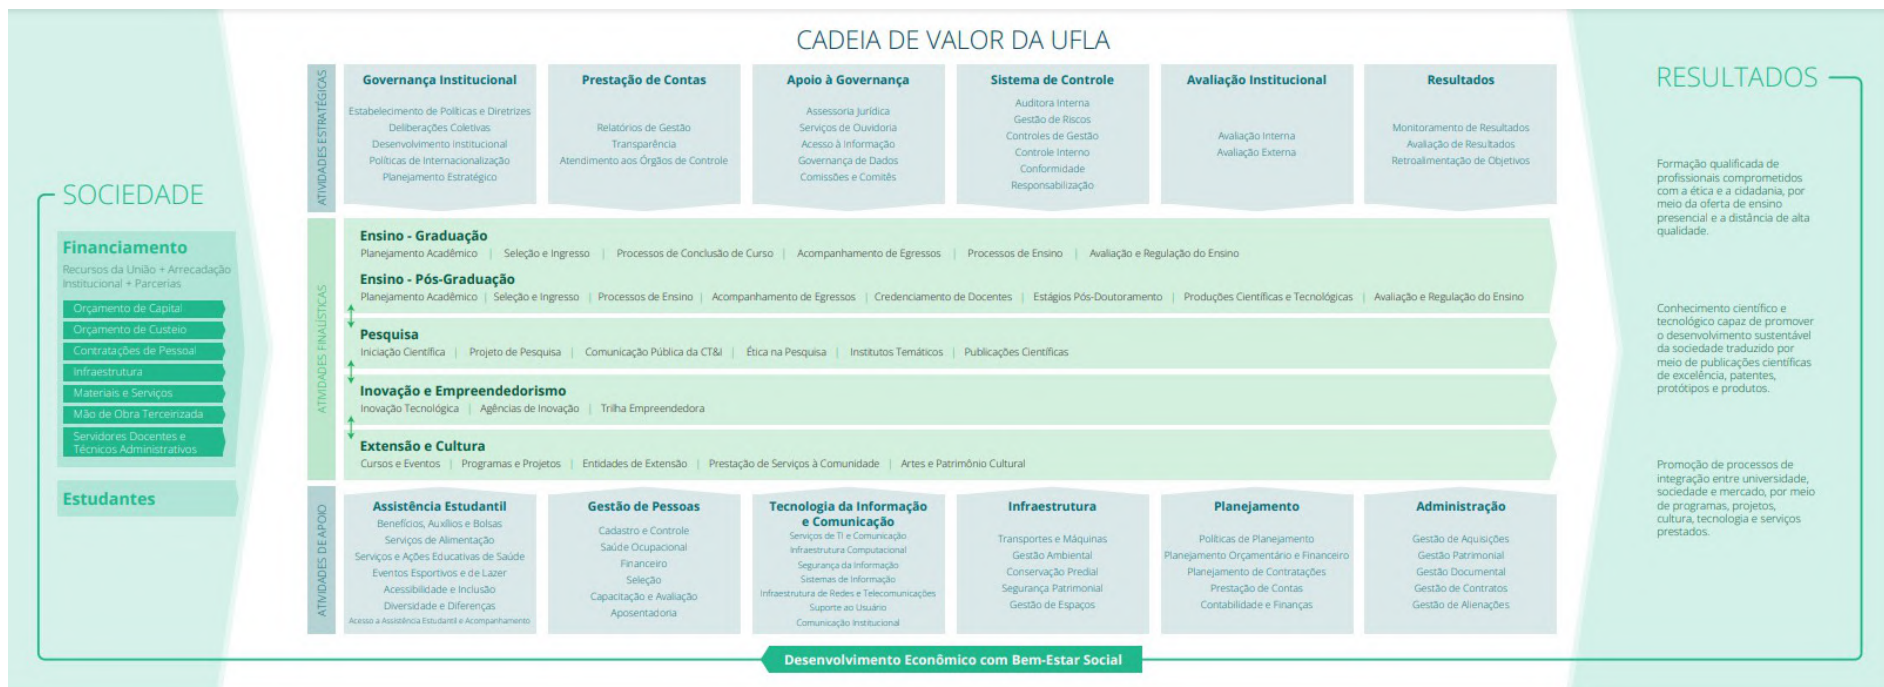 CADEIA DE VALOR DA UFLA
SOCIEDADE
Financiamento
Recursos da União + Arrecadação
Institucional + Parcerias
Orçamento de Capital
Orçamento de Custeio
Contratações de Pessoal
Infraestrutura
Materiais e Serviços
Mão de Obra Terceirizada
Servidores Docentes e
Técnicos Administrativos
Estudantes
ATIVIDADES ESTRATÉGICAS
Governança Institucional
Estabelecimento de Políticas e Diretrizes
Deliberações Coletivas
Desenvolvimento Institucional
Políticas de Internacionalização
Planejamento Estratégico
Prestação de Contas
Relatórios de Gestão
Transparência
Atendimento aos Órgãos de Controle
Apoio à Governança
Assessoria Jurídica
Serviços de Ouvidoria
Acesso à Informação
Governança de Dados
Comissões e Comitês
Sistema de Controle
Auditora Interna
Gestão de Riscos
Controles de Gestão
Controle Interno
Conformidade
Responsabilização
Avaliação Institucional
Avaliação Interna
Avaliação Externa
Resultados
Monitoramento de Resultados
Avaliação de Resultados
Retroalimentação de Objetivos
ATIVIDADES FINALÍSTICAS
Ensino - Graduação
Planejamento Acadêmico | Seleção e Ingresso | Processos de Conclusão de Curso | Acompanhamento de Egressos | Processos de Ensino | Avaliação e Regulação do Ensino
Ensino - Pós-Graduação
Planejamento Acadêmico | Seleção e Ingresso | Processos de Ensino | Acompanhamento de Egressos | Credenciamento de Docentes | Estágios Pós-Doutoramento | Produções Científicas e Tecnológicas | Avaliação e Regulação do Ensino
Pesquisa
Iniciação Científica | Projeto de Pesquisa | Comunicação Pública da CT&I | Ética na Pesquisa | Institutos Temáticos | Publicações Científicas
Inovação e Empreendedorismo
Inovação Tecnológica | Agências de Inovação | Trilha Empreendedora
Extensão e Cultura
Cursos e Eventos | Programas e Projetos | Entidades de Extensão | Prestação de Serviços à Comunidade | Artes e Patrimônio Cultural
ATIVIDADES DE APOIO
Assistência Estudantil
Benefícios, Auxílios e Bolsas
Serviços de Alimentação
Serviços e Ações Educativas de Saúde
Eventos Esportivos e de Lazer
Acessibilidade e Inclusão
Diversidade e Diferenças
Acesso a Assistência Estudantil e Acompanhamento
Gestão de Pessoas
Cadastro e Controle
Saúde Ocupacional
Financeiro
Seleção
Capacitação e Avaliação
Aposentadoria
Tecnologia da Informação
e Comunicação
Serviços de TI e Comunicação
Infraestrutura Computacional
Segurança da Informação
Sistemas de Informação
Infraestrutura de Redes e Telecomunicações
Suporte ao Usuário
Comunicação Institucional
Infraestrutura
Transportes e Máquinas
Gestão Ambiental
Conservação Predial
Segurança Patrimonial
Gestão de Espaços
Planejamento
Políticas de Planejamento
Planejamento Orçamentário e Financeiro
Planejamento de Contratações
Prestação de Contas
Contabilidade e Finanças
Administração
Gestão de Aquisições
Gestão Patrimonial
Gestão Documental
Gestão de Contratos
Gestão de Alienações
RESULTADOS
Formação qualificada de
profissionais comprometidos
com a ética e a cidadania, por
meio da oferta de ensino
presencial e a distância de alta
qualidade.
Conhecimento científico e
tecnológico capaz de promover
o desenvolvimento sustentável
da sociedade traduzido por
meio de publicações científicas
de excelência, patentes,
protótipos e produtos.
Promoção de processos de
integração entre universidade,
sociedade e mercado, por meio
de programas, projetos,
cultura, tecnologia e serviços
prestados.
Desenvolvimento Econômico com Bem-Estar Social